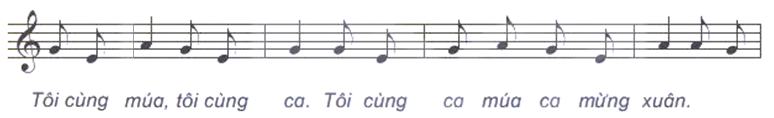 Tôi cùng múa, tôi cùng ca. Tôi cùng ca múa ca mừng xuân.